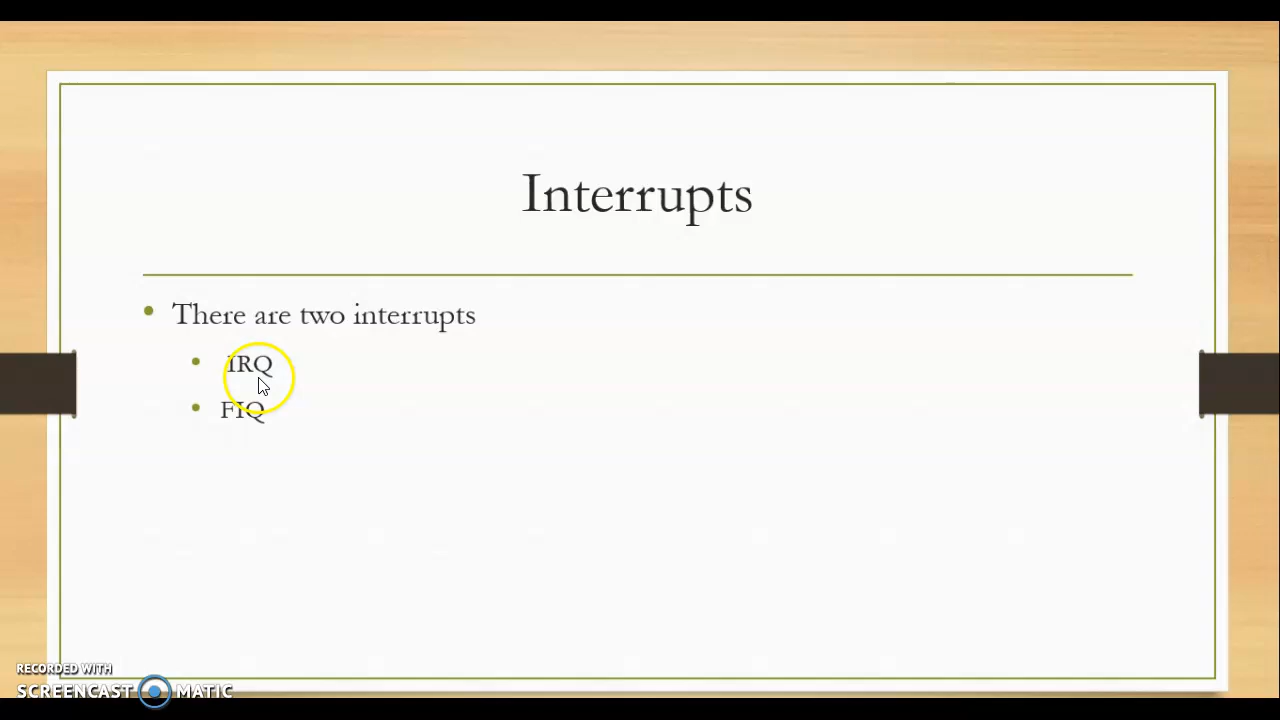 Interrupts
There are two interrupts
IRQ
FIQ
RECORDED WITH
SCREENCAST MATIC